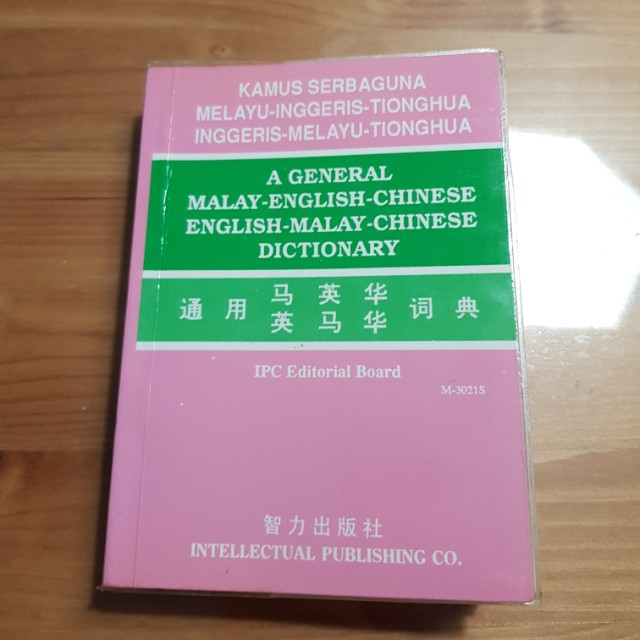 KAMUS SERBAGUNA
MELAYU-INGGERIS-TIONGHUA
INGGERIS-MELAYU-TIONGHUA
A GENERAL
MALAY-ENGLISH-CHINESE
ENGLISH-MALAY-CHINESE
DICTIONARY
通用 马英华 词典
英马华
IPC Editorial Board
M-3021S
智力出版社
INTELLECTUAL PUBLISHING CO.